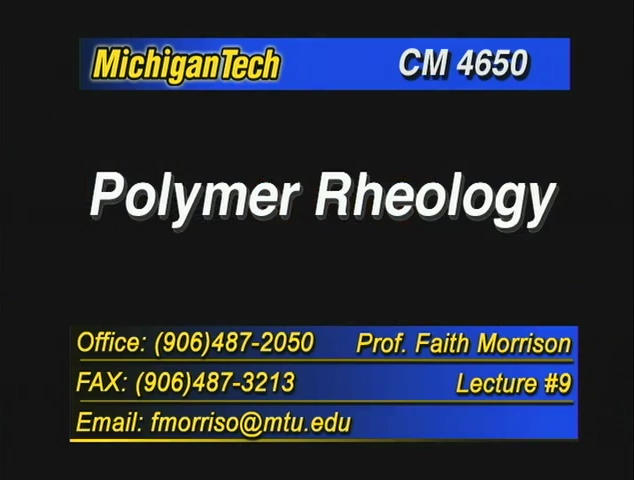 MichiganTech CM 4650
Polymer Rheology
Office: (906)487-2050 Prof. Faith Morrison
FAX: (906)487-3213 Lecture #9
Email: fmorriso@mtu.edu